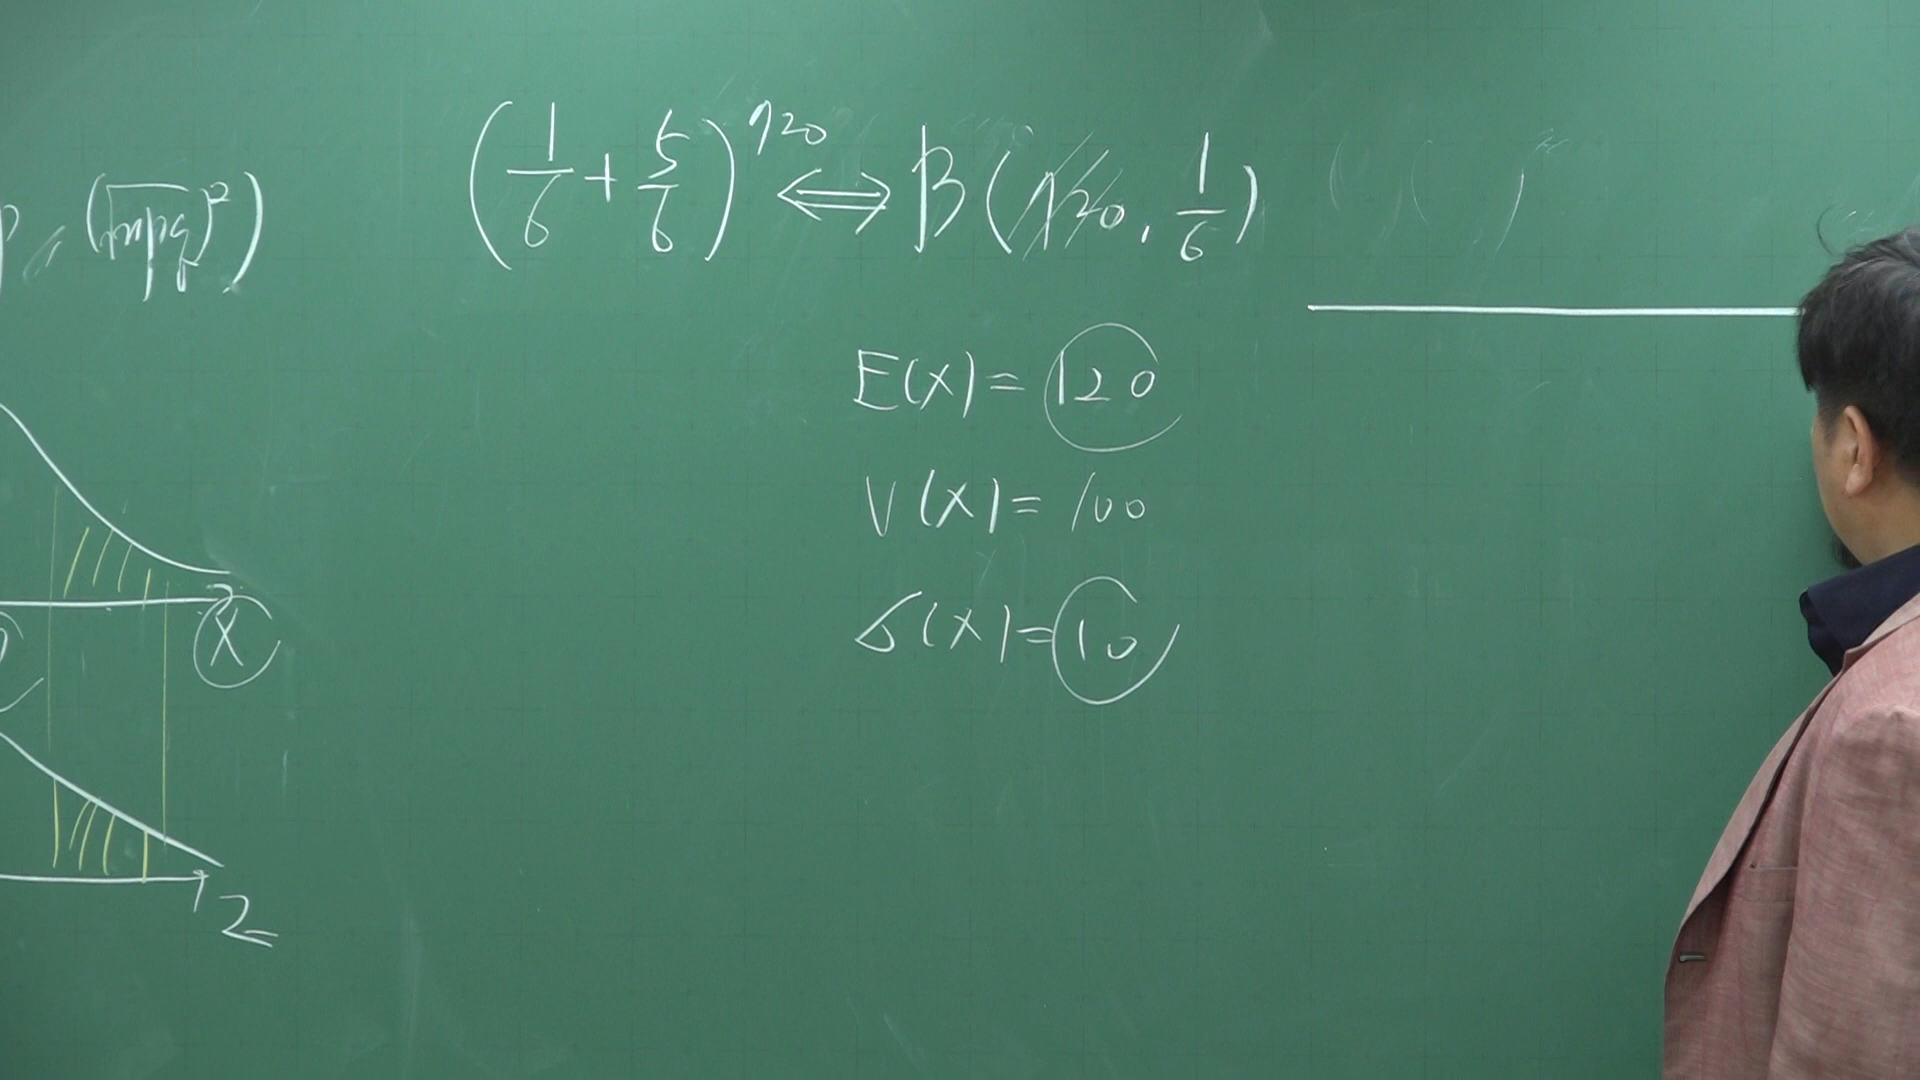 (1/6 + 5/6)^720 ⟺ B(720, 1/6)
(√npq)²)
E(X) = 120
V(X) = 100
σ(X) = 10
X
Z